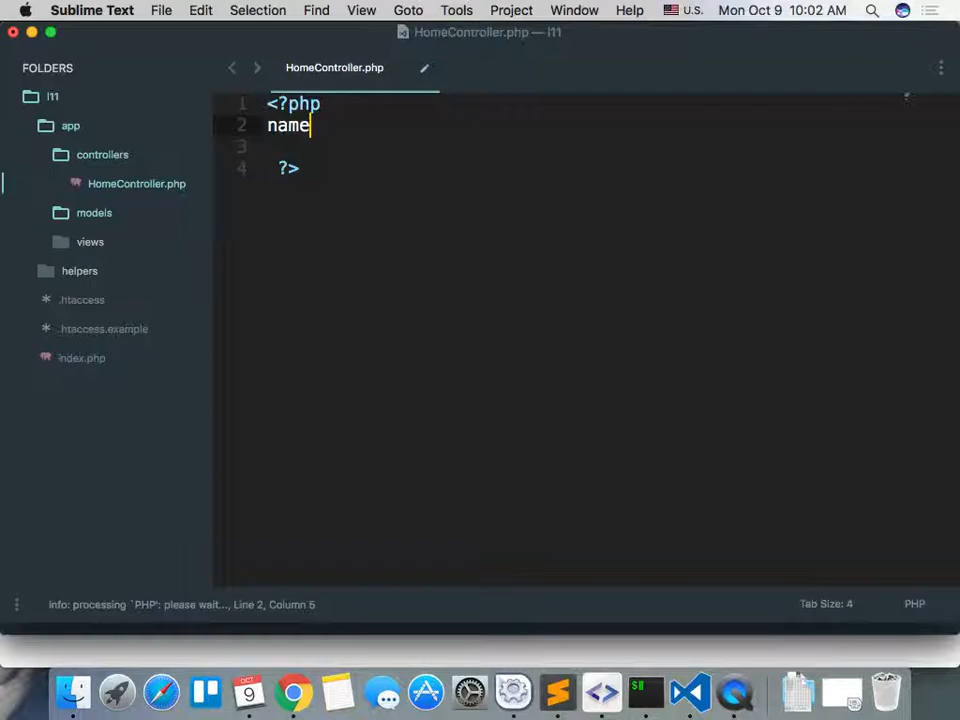 Sublime Text File Edit Selection Find View Goto Tools Project Window Help U.S. Mon Oct 9 10:02 AM
HomeController.php — l11
FOLDERS
l11
app
controllers
HomeController.php
models
views
helpers
.htaccess
.htaccess.example
index.php
HomeController.php
1 <?php
2 name
3
4 ?>
Info: processing `PHP': please wait..., Line 2, Column 5 Tab Size: 4 PHP
OCT
9